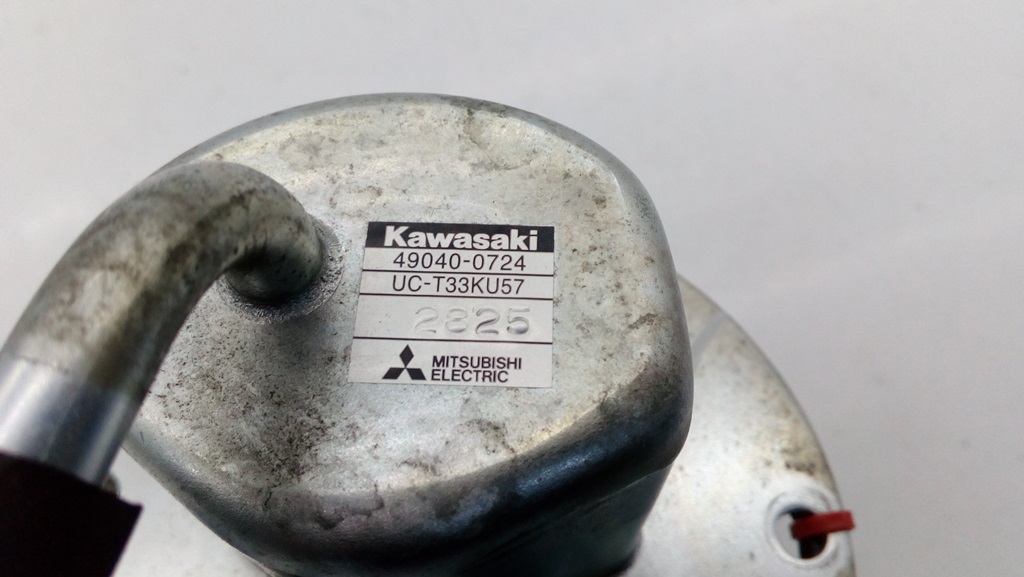 Kawasaki
49040-0724
UC-T33KU57
2825
MITSUBISHI
ELECTRIC